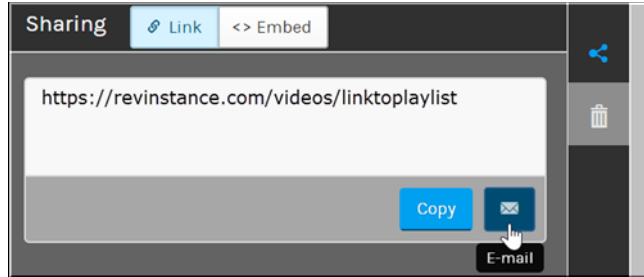 Sharing
Link
<> Embed
https://revinstance.com/videos/linktoplaylist
Copy
E-mail